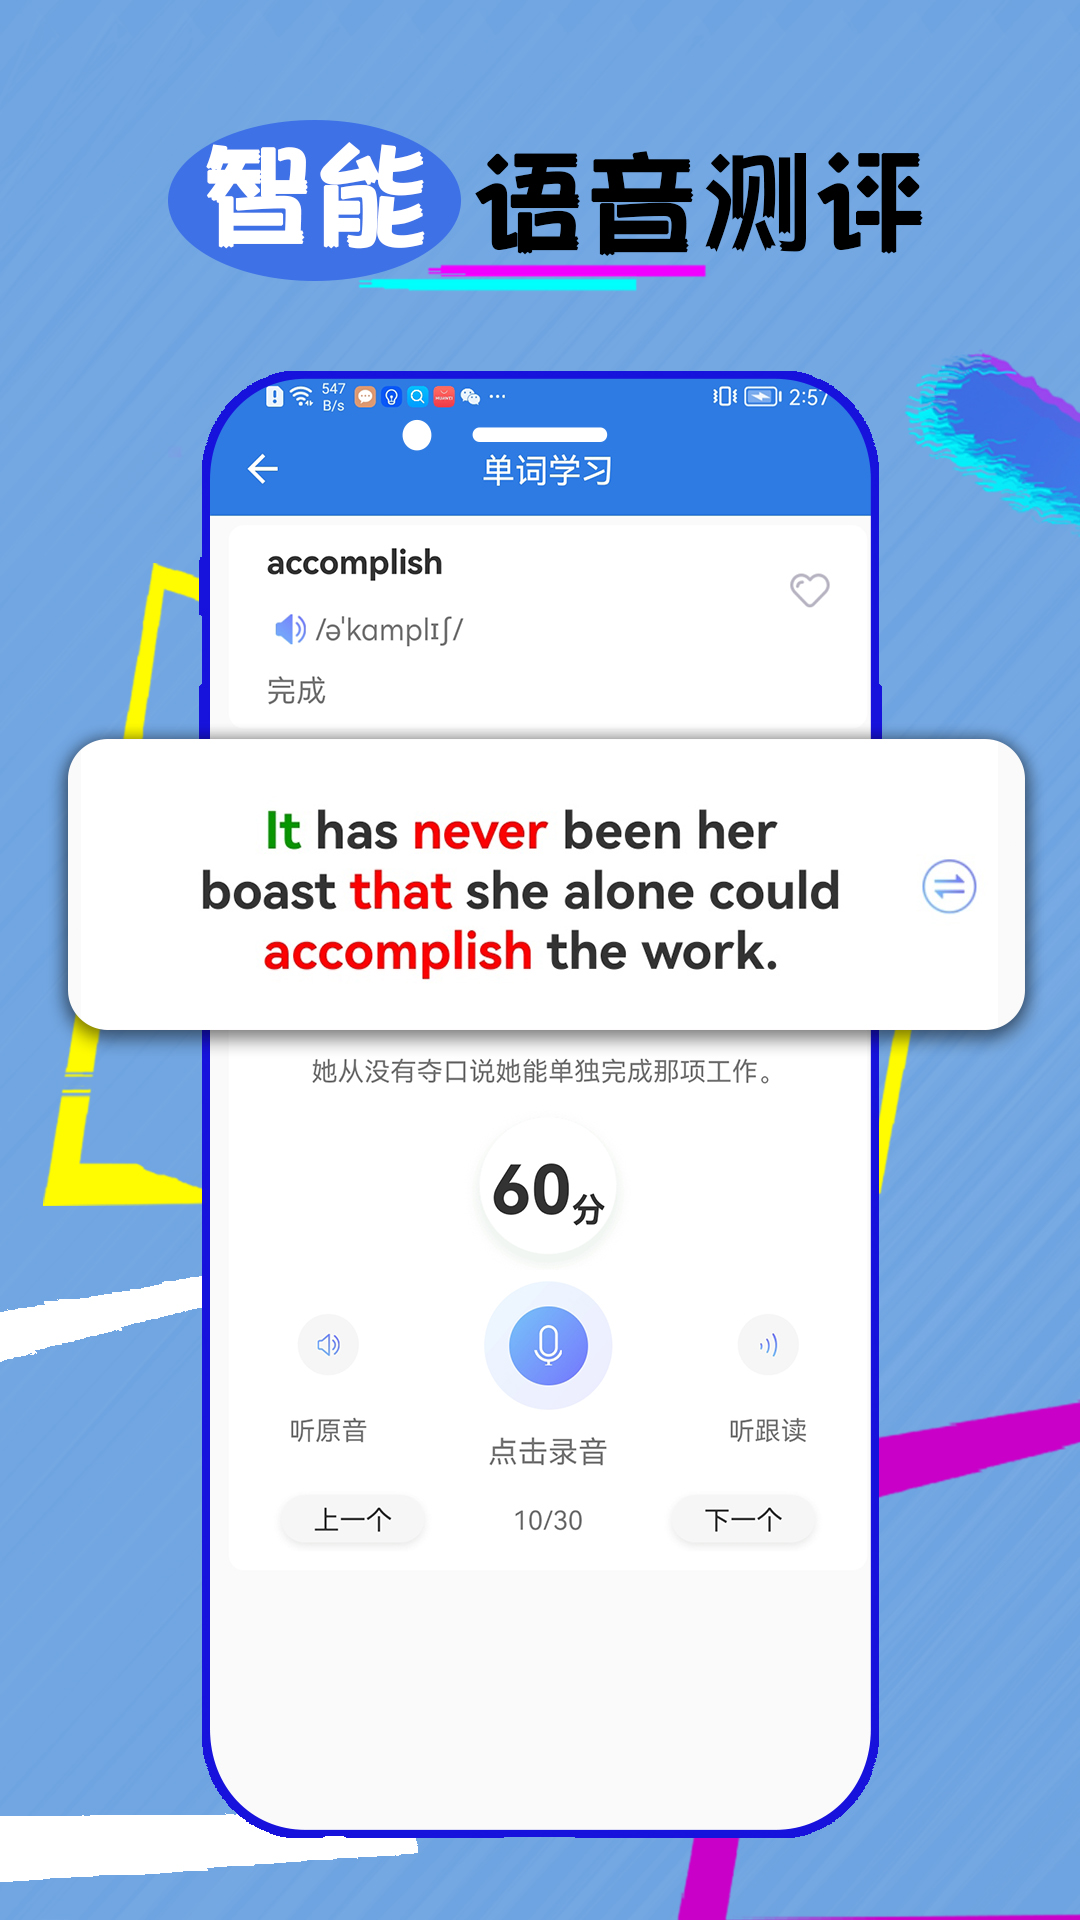 智能 语音测评
547
B/s
2:57
单词学习
accomplish
/əˈkɑmplɪʃ/
完成
It has never been her
boast that she alone could
accomplish the work.
她从没有夸口说她能单独完成那项工作。
60分
听原音
点击录音
听跟读
上一个
10/30
下一个